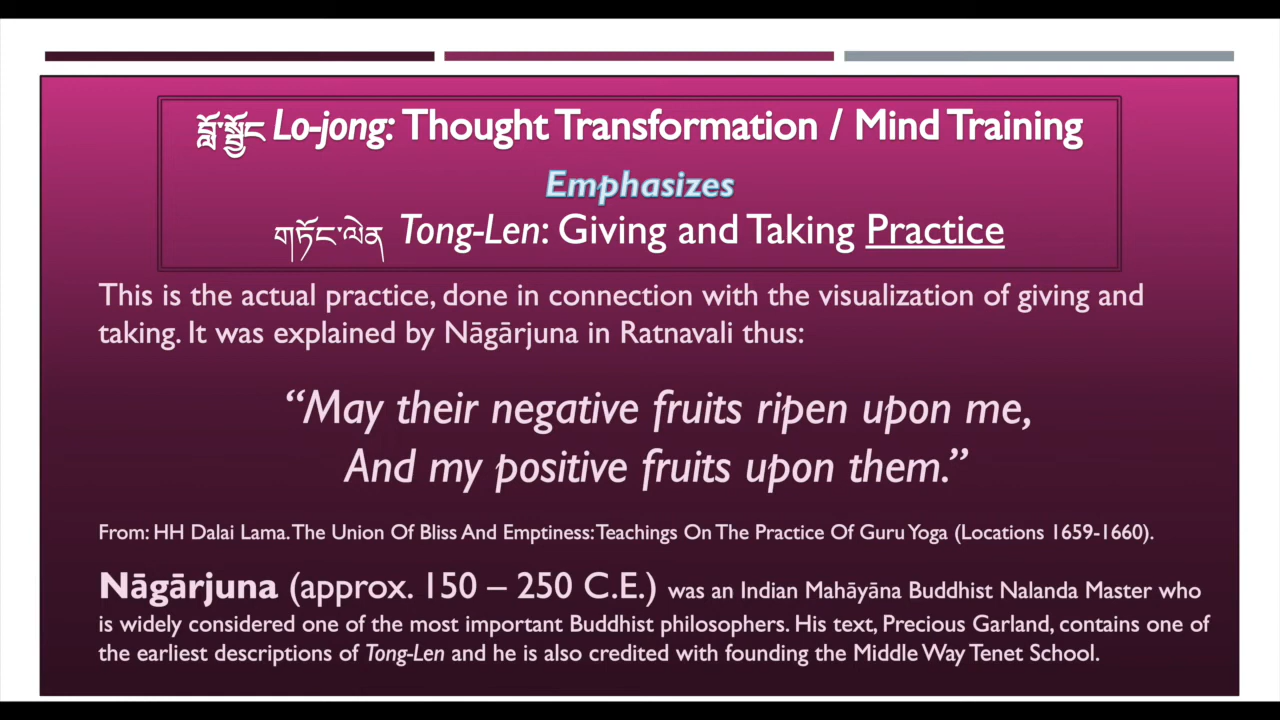 བློ་སྦྱོང Lo-jong: Thought Transformation / Mind Training
Emphasizes
གཏོང་ལེན Tong-Len: Giving and Taking Practice
This is the actual practice, done in connection with the visualization of giving and
taking. It was explained by Nāgārjuna in Ratnavali thus:
“May their negative fruits ripen upon me,
And my positive fruits upon them.”
From: HH Dalai Lama. The Union Of Bliss And Emptiness: Teachings On The Practice Of Guru Yoga (Locations 1659-1660).
Nāgārjuna (approx. 150 – 250 C.E.) was an Indian Mahāyāna Buddhist Nalanda Master who
is widely considered one of the most important Buddhist philosophers. His text, Precious Garland, contains one of
the earliest descriptions of Tong-Len and he is also credited with founding the Middle Way Tenet School.